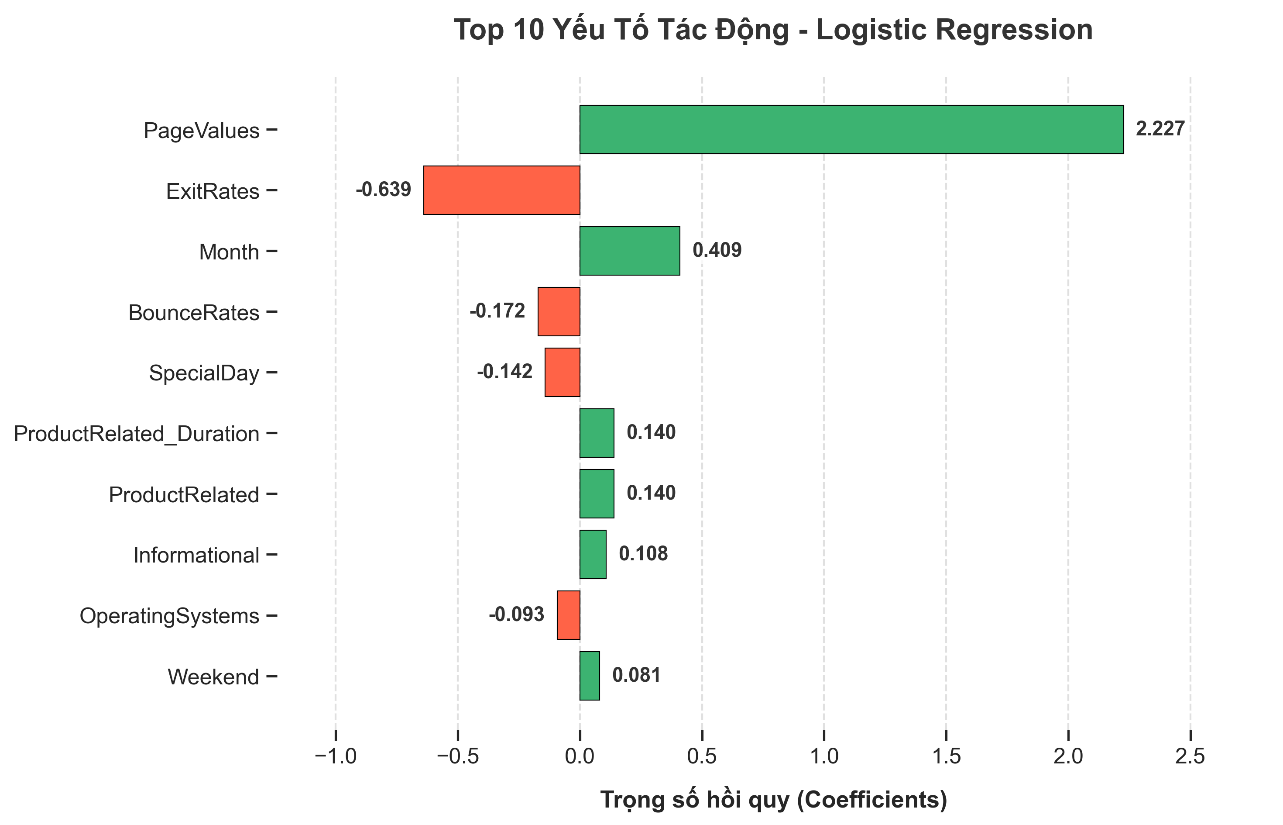 Top 10 Yếu Tố Tác Động - Logistic Regression
PageValues 2.227
ExitRates -0.639
Month 0.409
BounceRates -0.172
SpecialDay -0.142
ProductRelated_Duration 0.140
ProductRelated 0.140
Informational 0.108
OperatingSystems -0.093
Weekend 0.081
−1.0 −0.5 0.0 0.5 1.0 1.5 2.0 2.5
Trọng số hồi quy (Coefficients)